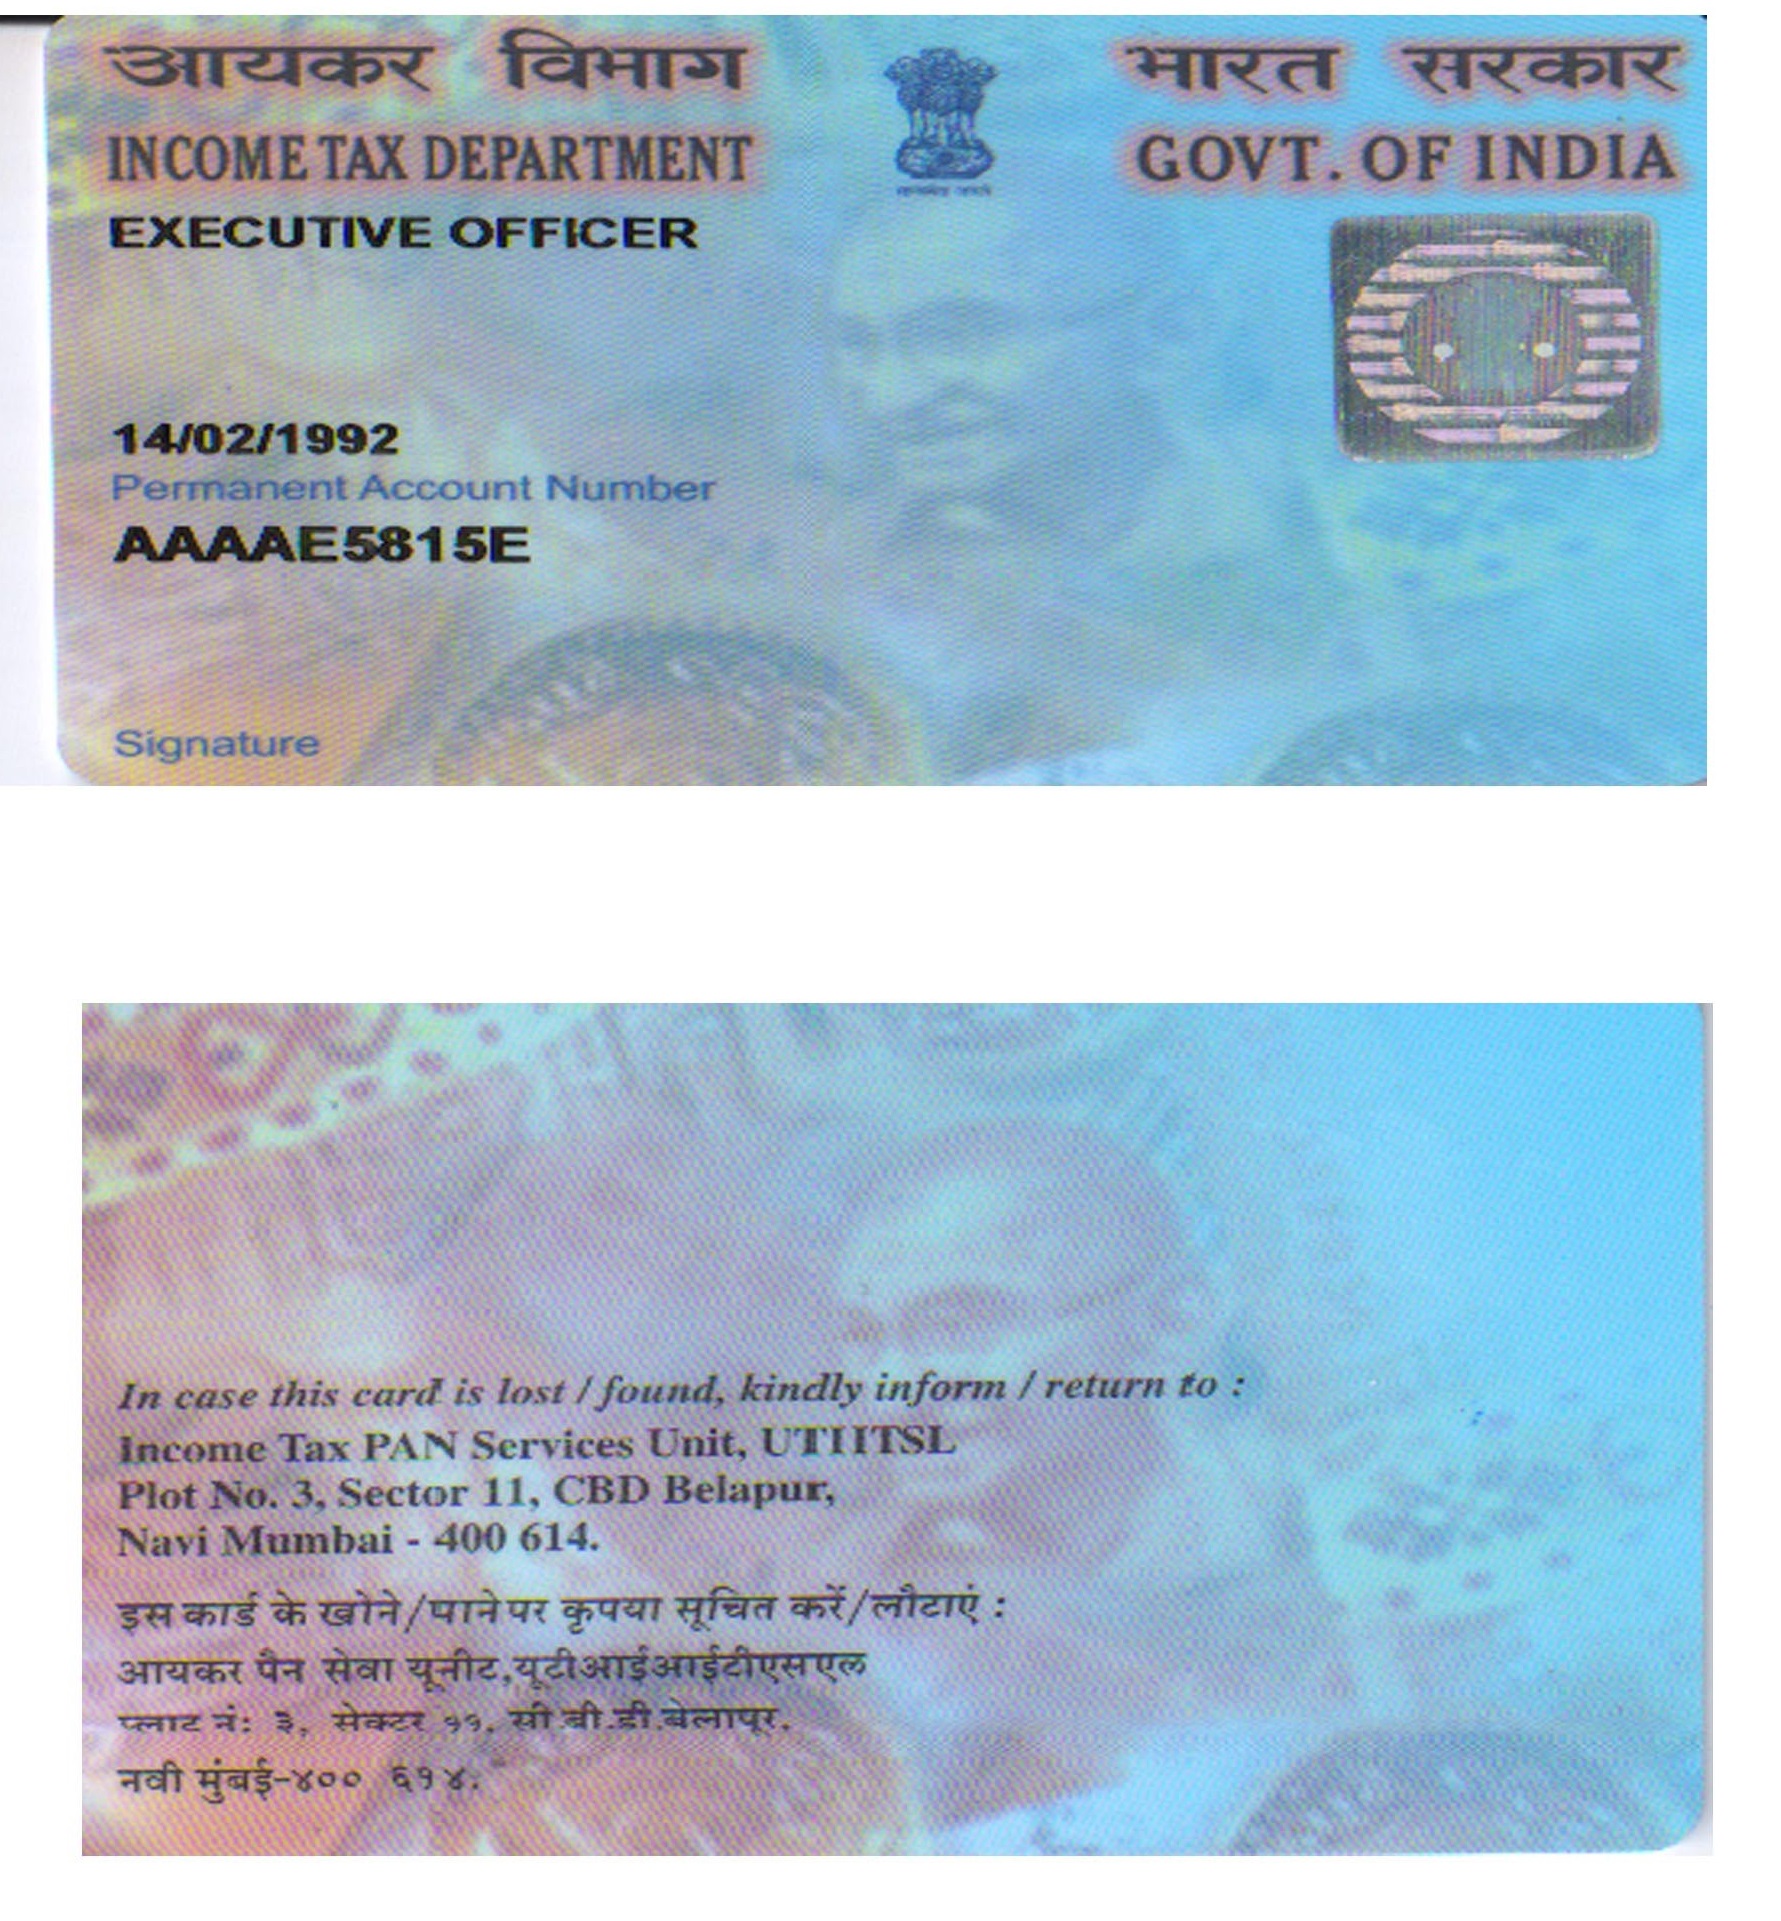 आयकर विभाग
भारत सरकार
INCOME TAX DEPARTMENT
GOVT. OF INDIA
EXECUTIVE OFFICER
14/02/1992
Permanent Account Number
AAAAE5815E
Signature
In case this card is lost / found, kindly inform / return to :
Income Tax PAN Services Unit, UTIITSL
Plot No. 3, Sector 11, CBD Belapur,
Navi Mumbai - 400 614.
इस कार्ड के खोने/पाने पर कृपया सूचित करें/लौटाएं :
आयकर पैन सेवा यूनीट,यूटीआईआईटीएसएल
प्लाट नं: ३, सेक्टर ११, सी.बी.डी.बेलापूर,
नवी मुंबई-४०० ६१४.